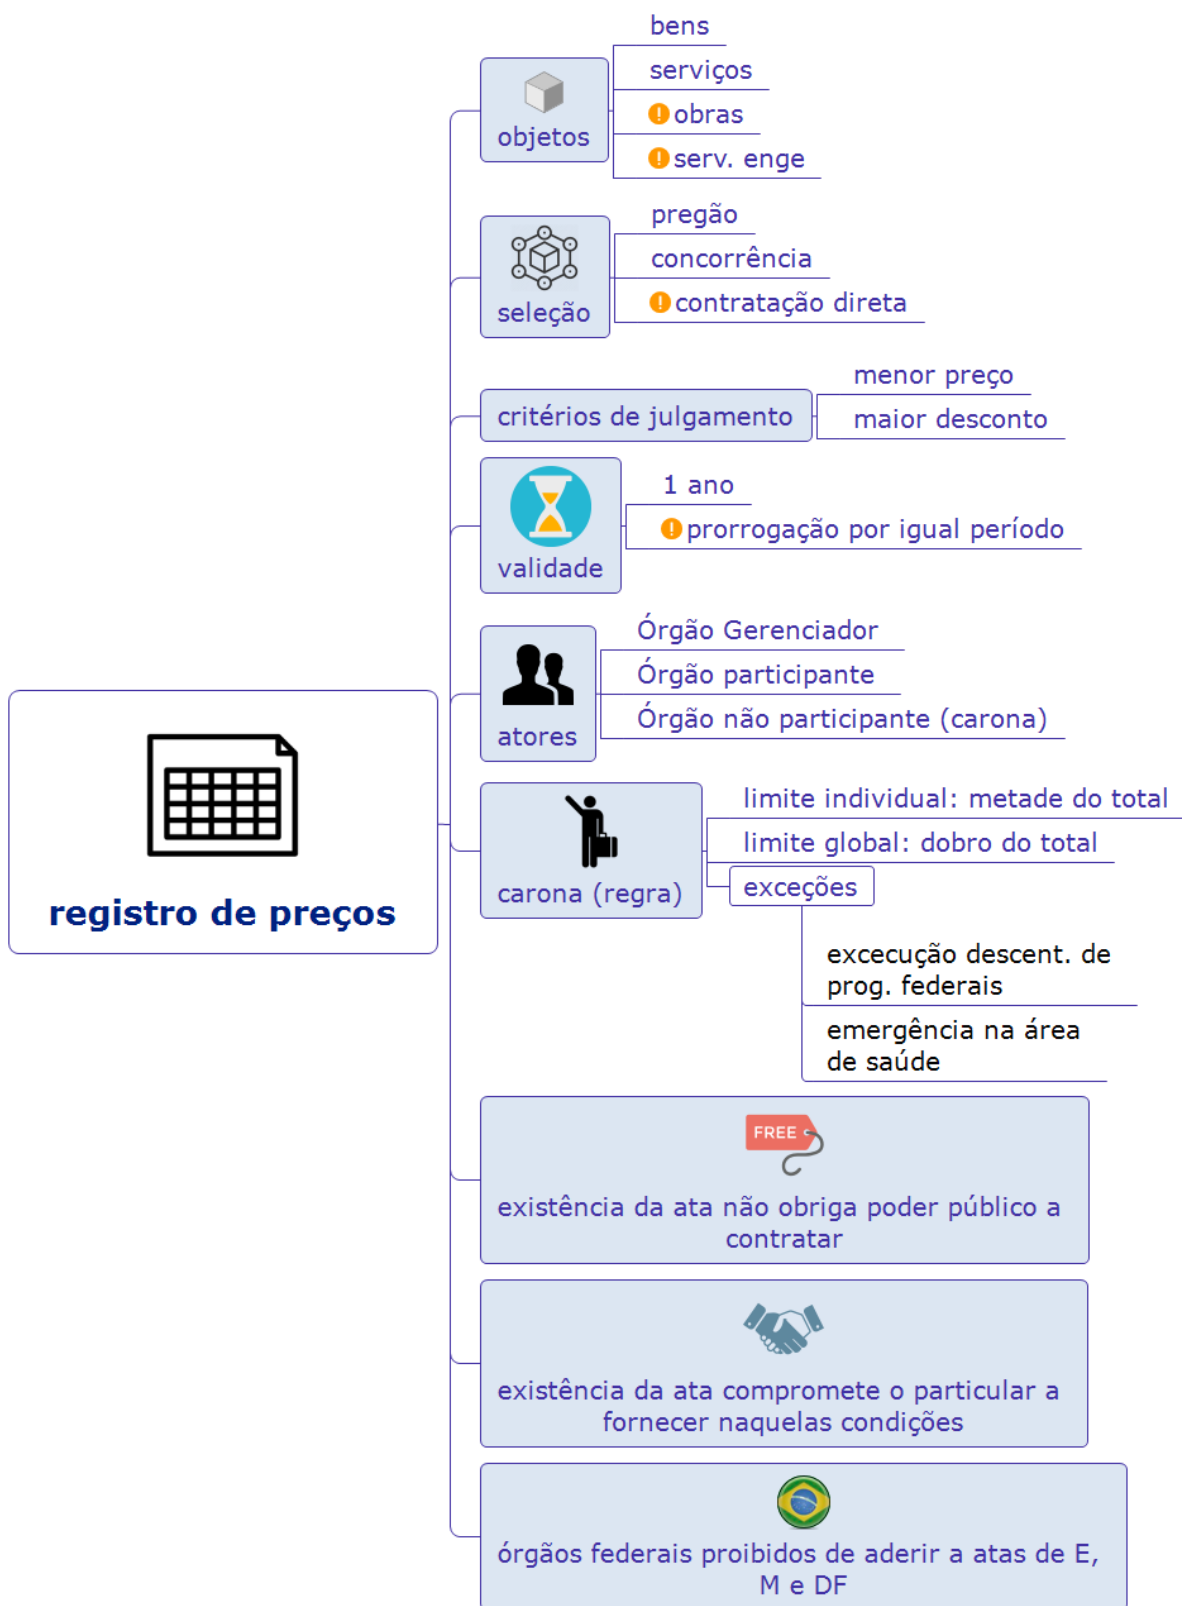 bens
serviços
obras
serv. enge
objetos
pregão
concorrência
contratação direta
seleção
menor preço
maior desconto
critérios de julgamento
1 ano
prorrogação por igual período
validade
Órgão Gerenciador
Órgão participante
Órgão não participante (carona)
atores
registro de preços
limite individual: metade do total
limite global: dobro do total
exceções
carona (regra)
excecução descent. de
prog. federais
emergência na área
de saúde
FREE
existência da ata não obriga poder público a
contratar
existência da ata compromete o particular a
fornecer naquelas condições
órgãos federais proibidos de aderir a atas de E,
M e DF